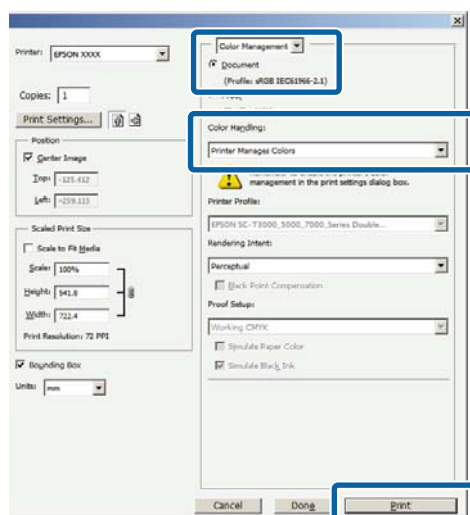 Printer: EPSON XXXX
Copies: 1
Print Settings...
Position
Center Image
Top: -125.412
Left: -259.113
Scaled Print Size
Scale to Fit Media
Scale: 100%
Height: 541.8
Width: 722.4
Print Resolution: 72 PPI
Bounding Box
Units: mm
Color Management
Document
(Profile: sRGB IEC61966-2.1)
Color Handling:
Printer Manages Colors
management in the print settings dialog box.
Printer Profile:
EPSON SC-T3000_5000_7000_Series Double...
Rendering Intent:
Perceptual
Black Point Compensation
Proof Setup:
Working CMYK
Simulate Paper Color
Simulate Black Ink
Cancel
Done
Print